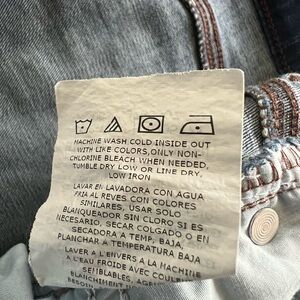 MACHINE WASH COLD INSIDE OUT
WITH LIKE COLORS, ONLY NON-
CHLORINE BLEACH WHEN NEEDED,
TUMBLE DRY LOW OR LINE DRY.
LOW IRON
LAVAR EN LAVADORA CON AGUA
FRIA AL REVES CON COLORES
SIMILARES, USAR SOLO
BLANQUEADOR SIN CLORO SI ES
NECESARIO, SECAR COLGADO O EN
SECADORA A TEMP, BAJA,
PLANCHAR A TEMPERATURA BAJA
LAVER A L'ENVERS A LA MACHINE
A L'EAU FROIDE AVEC COULEUR
SEMBLABLES,
BESOIN